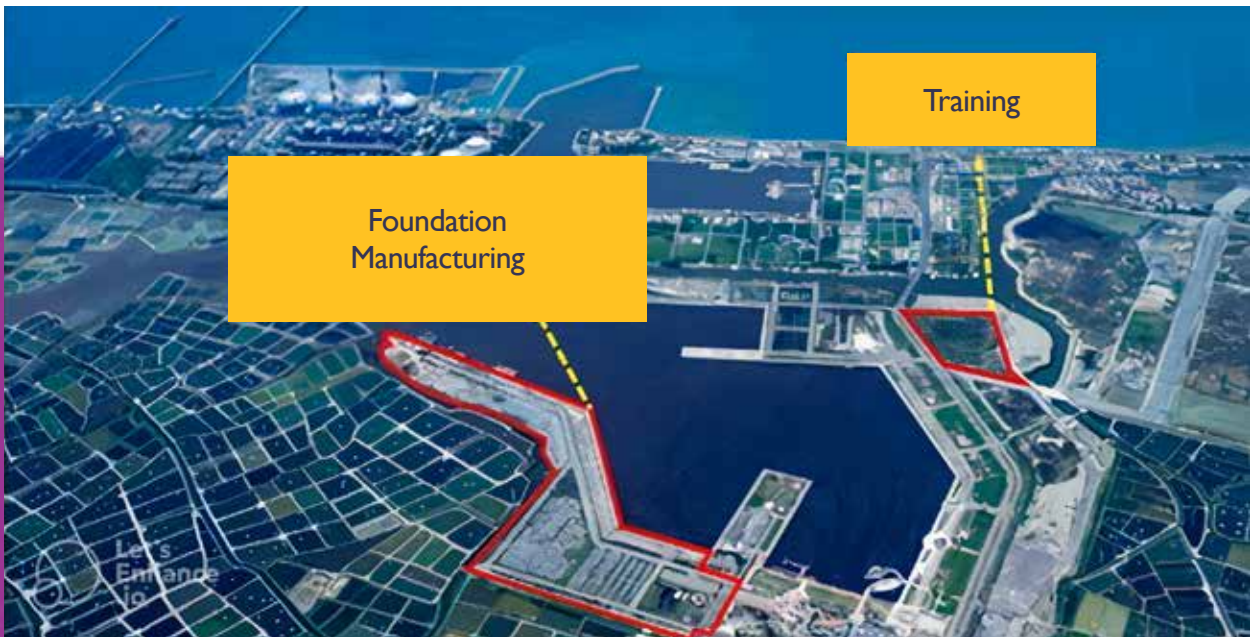 Training
Foundation
Manufacturing
Let's
Enhance
.io